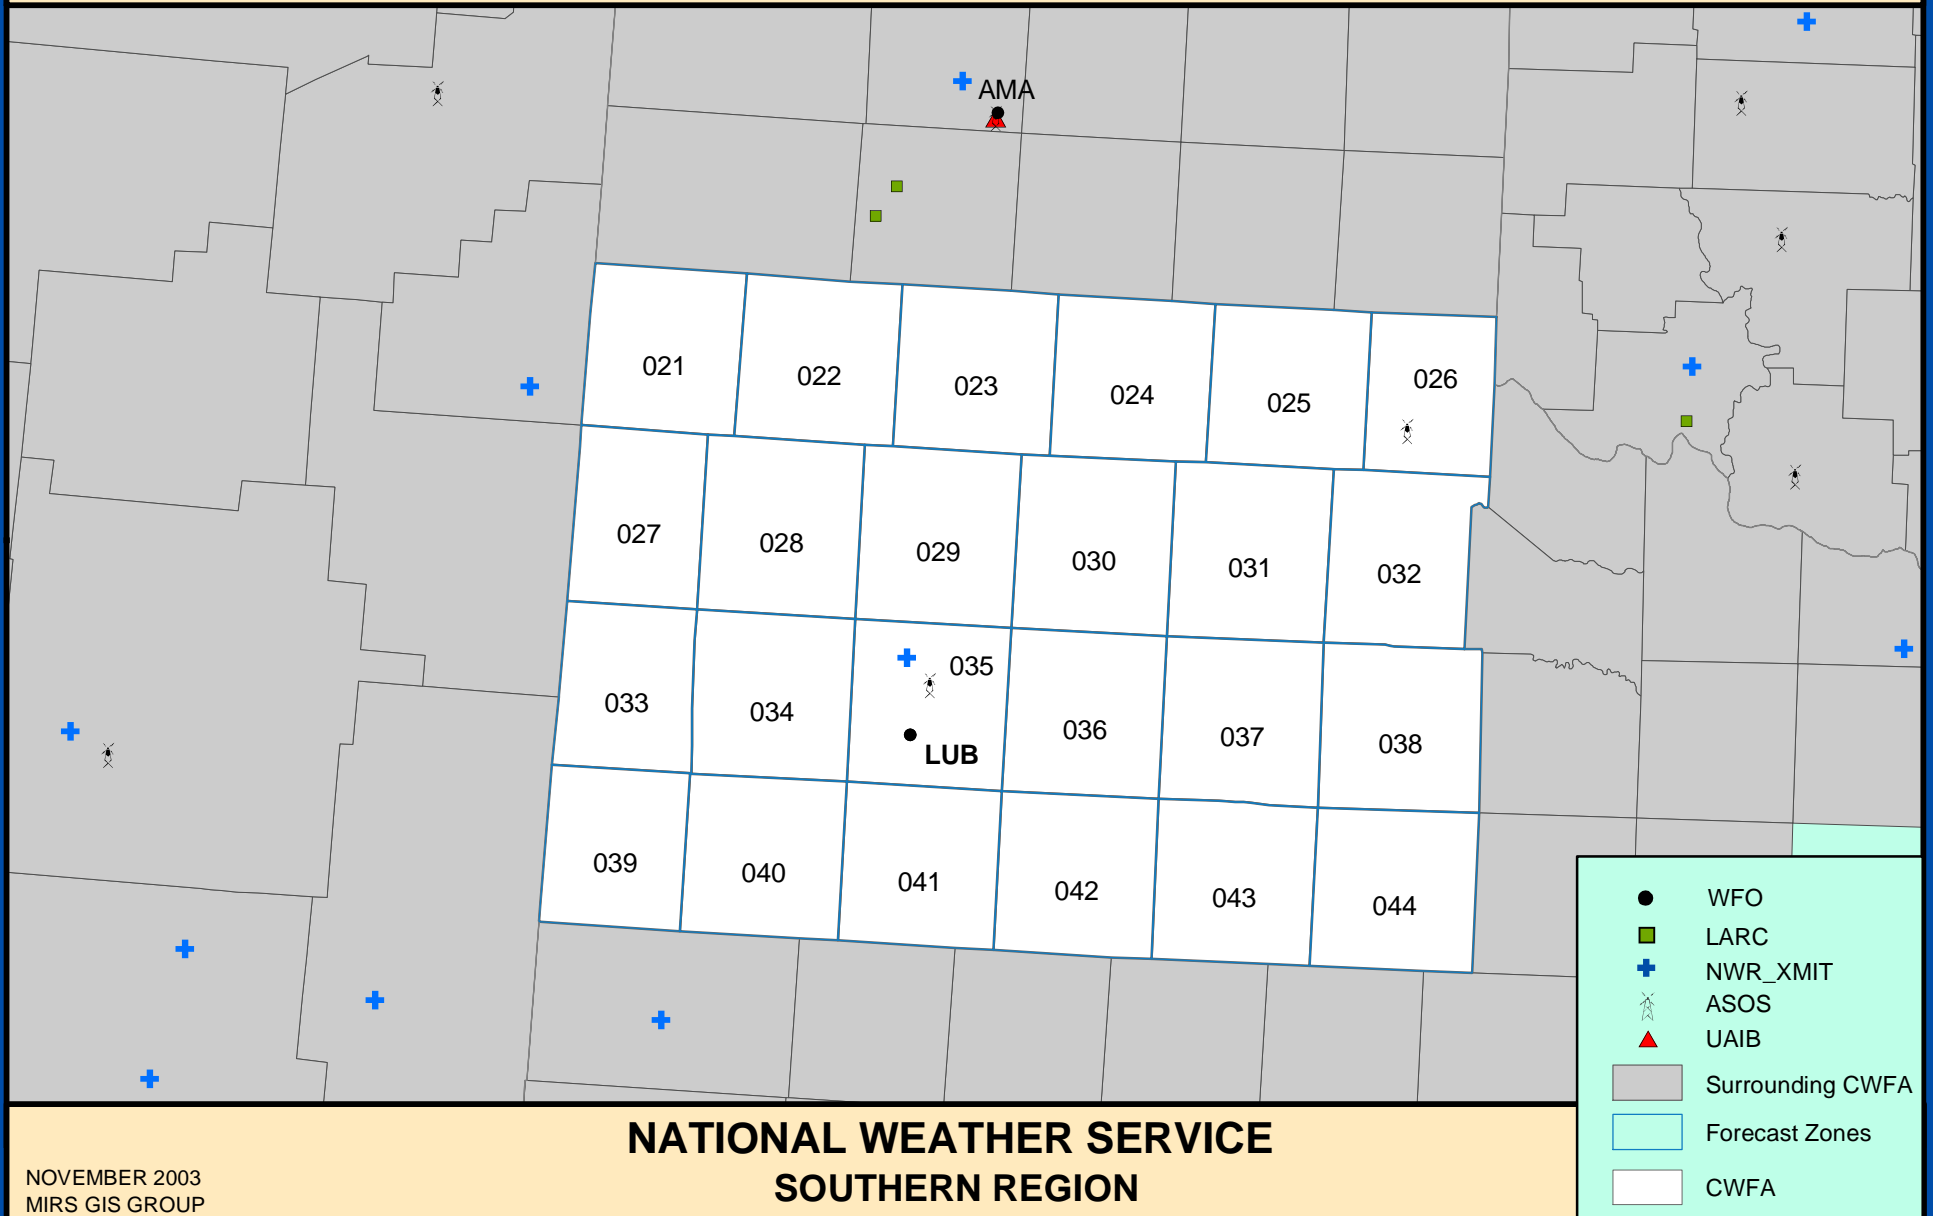 AMA
021
022
023
024
025
026
027
028
029
030
031
032
033
034
035
036
037
038
LUB
039
040
041
042
043
044
WFO
LARC
NWR_XMIT
ASOS
UAIB
Surrounding CWFA
Forecast Zones
CWFA
NATIONAL WEATHER SERVICE
SOUTHERN REGION
NOVEMBER 2003
MIRS GIS GROUP